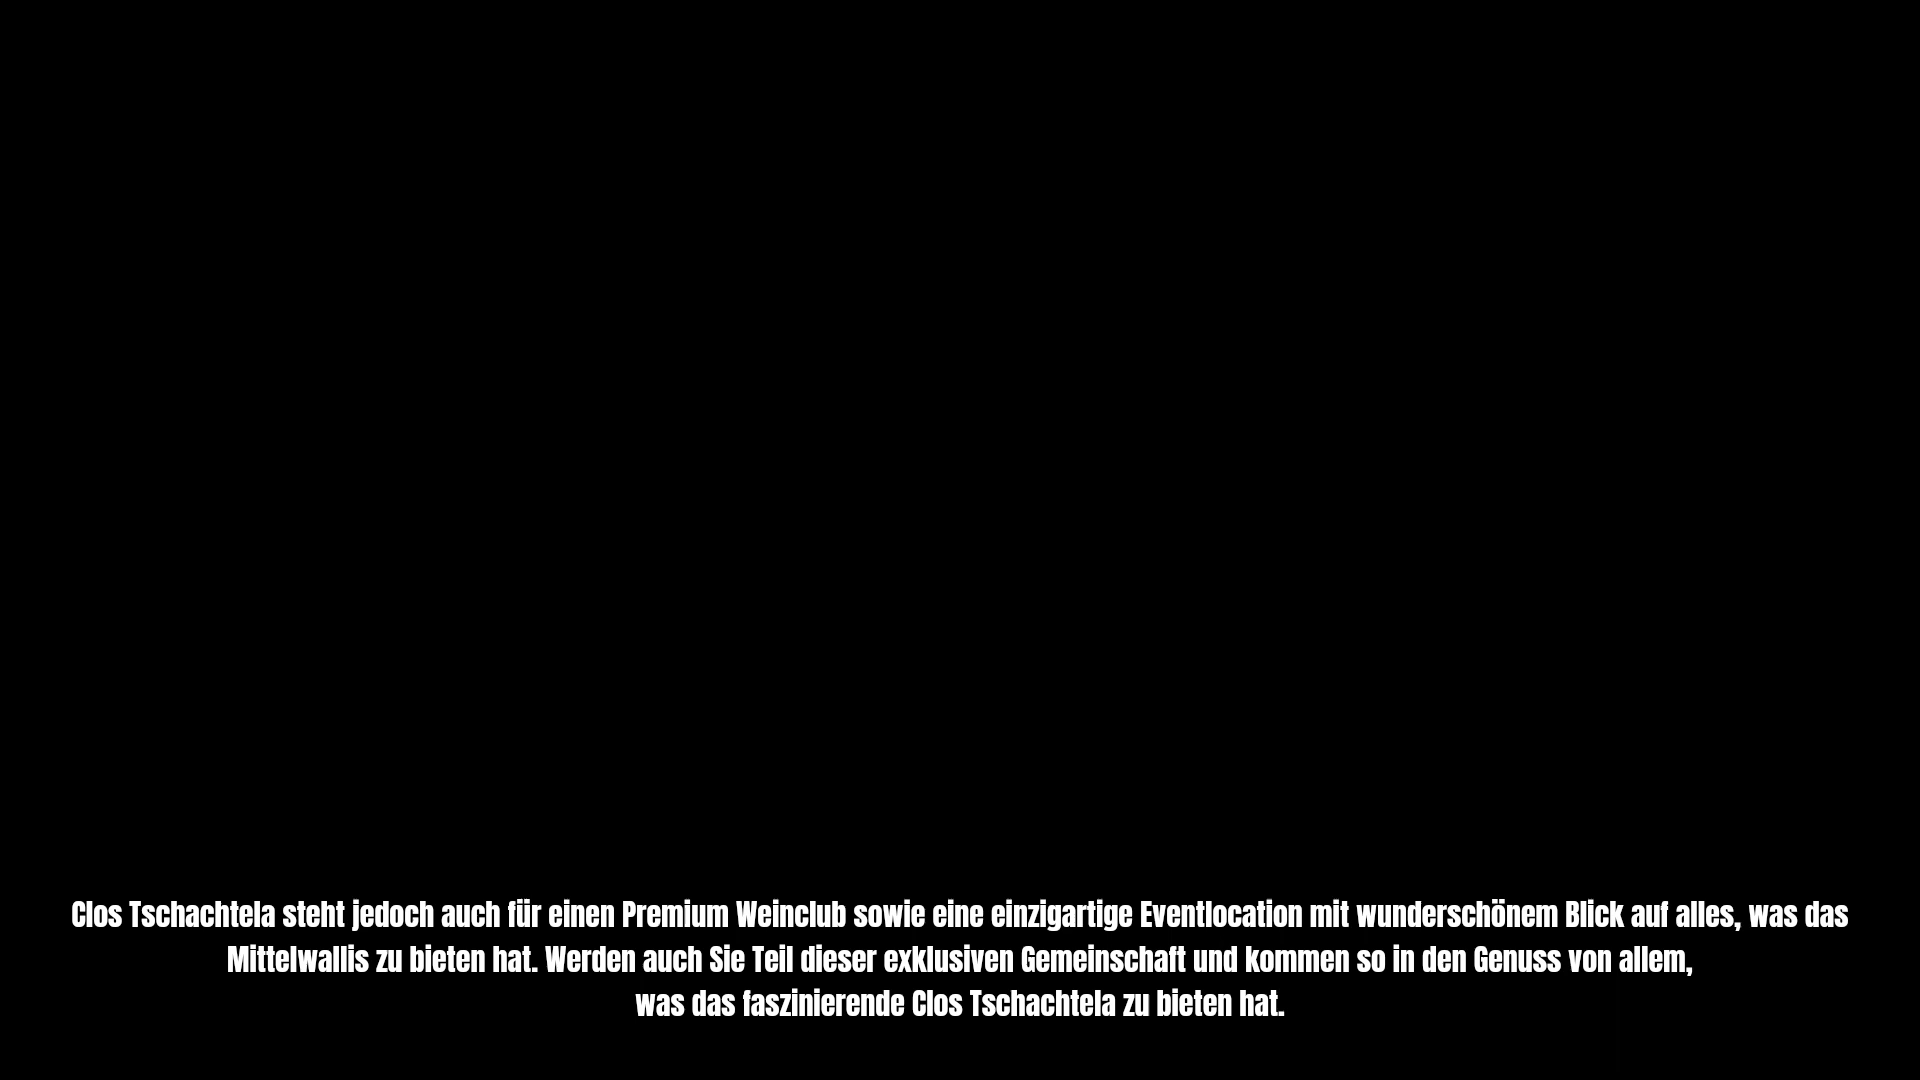 Clos Tschachtela steht jedoch auch für einen Premium Weinclub sowie eine einzigartige Eventlocation mit wunderschönem Blick auf alles, was das
Mittelwallis zu bieten hat. Werden auch Sie Teil dieser exklusiven Gemeinschaft und kommen so in den Genuss von allem,
was das faszinierende Clos Tschachtela zu bieten hat.